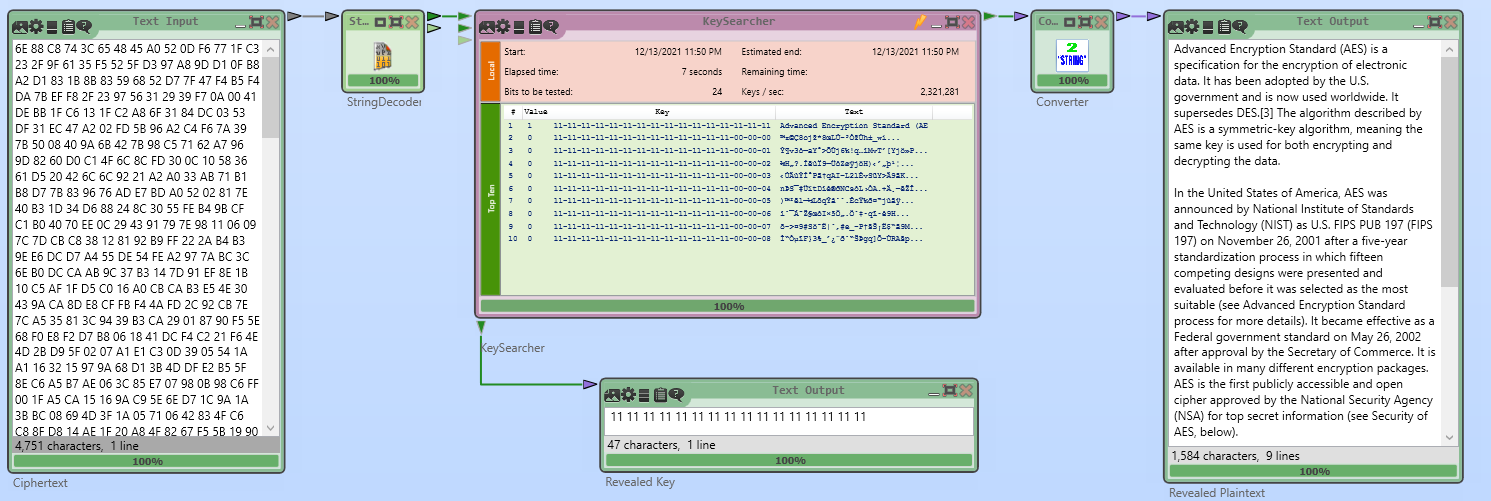 Text Input
6E 88 C8 74 3C 65 48 45 A0 52 0D F6 77 1F C3
23 2F 9F 61 35 F5 52 5F D3 97 A8 9D D1 0F B8
A2 D1 83 1B 8B 83 59 68 52 D7 7F 47 F4 B5 F4
DA 7B EF F8 2F 23 97 56 31 29 39 F7 0A 00 41
DE BB 1F C6 13 1F C2 A8 6F 31 84 DC 03 53
DF 31 EC 47 A2 02 FD 5B 96 A2 C4 F6 7A 39
7B 50 08 40 9A 6B 42 7B 98 C5 71 62 A7 96
9D 82 60 D0 C1 4F 6C 8C FD 30 0C 10 58 36
61 D5 20 42 6C 6C 92 21 A2 A0 33 AB 71 B1
B8 D7 7B 83 96 76 AD E7 BD A0 52 02 81 7E
40 B3 1D 34 D6 88 24 8C 30 55 FE B4 9B CF
C1 B0 40 70 EE 0C 29 43 91 79 7E 98 11 06 09
7C 7D CB C8 38 12 81 92 B9 FF 22 2A B4 B3
9E E6 DC D7 A4 55 DE 54 FE A2 97 7A BC 3C
6E B0 DC CA AB 9C 37 B3 14 7D 91 EF 8E 1B
10 C5 AF 1F D5 C0 16 A0 CB CA B3 E5 4E 30
43 9A CA 8D E8 CF FB F4 4A FD 2C 92 CB 7E
7C A5 35 81 3C 94 39 B3 CA 29 01 87 90 F5 5E
68 F0 E8 F2 D7 B8 06 18 41 DC F4 C2 21 F6 4E
4D 2B D9 5F 02 07 A1 E1 C3 0D 39 05 54 1A
A1 16 32 15 97 9A 68 D1 3B 4D DF E2 B5 5F
8E C6 A5 B7 AE 06 3C 85 E7 07 98 0B 98 C6 FF
00 1F A5 CA 15 16 9A C9 5E 6E D7 1C 9A 1A
3B BC 08 69 4D 3F 1A 05 71 06 42 83 4F C6
C8 8F D8 14 AE 1F 20 A8 4F 82 67 F5 5B 19 90
4,751 characters, 1 line
100%
Ciphertext
St...
100%
StringDecoder
KeySearcher
Local
Start: 12/13/2021 11:50 PM Estimated end: 12/13/2021 11:50 PM
Elapsed time: 7 seconds Remaining time:
Bits to be tested: 24 Keys / sec: 2,321,281
Top Ten
# Value Key Text
1 1 11-11-11-11-11-11-11-11-11-11-11-11-11-11-11-11 Advanced Encryption Standard (AE
2 0 11-11-11-11-11-11-11-11-11-11-11-11-11-00-00-00
3 0 11-11-11-11-11-11-11-11-11-11-11-11-11-00-00-01
4 0 11-11-11-11-11-11-11-11-11-11-11-11-11-00-00-02
5 0 11-11-11-11-11-11-11-11-11-11-11-11-11-00-00-03
6 0 11-11-11-11-11-11-11-11-11-11-11-11-11-00-00-04
7 0 11-11-11-11-11-11-11-11-11-11-11-11-11-00-00-05
8 0 11-11-11-11-11-11-11-11-11-11-11-11-11-00-00-06
9 0 11-11-11-11-11-11-11-11-11-11-11-11-11-00-00-07
10 0 11-11-11-11-11-11-11-11-11-11-11-11-11-00-00-08
100%
KeySearcher
Text Output
11 11 11 11 11 11 11 11 11 11 11 11 11 11 11 11
47 characters, 1 line
100%
Revealed Key
Co...
2
"STRING"
100%
Converter
Text Output
Advanced Encryption Standard (AES) is a
specification for the encryption of electronic
data. It has been adopted by the U.S.
government and is now used worldwide. It
supersedes DES.[3] The algorithm described by
AES is a symmetric-key algorithm, meaning the
same key is used for both encrypting and
decrypting the data.
In the United States of America, AES was
announced by National Institute of Standards
and Technology (NIST) as U.S. FIPS PUB 197 (FIPS
197) on November 26, 2001 after a five-year
standardization process in which fifteen
competing designs were presented and
evaluated before it was selected as the most
suitable (see Advanced Encryption Standard
process for more details). It became effective as a
Federal government standard on May 26, 2002
after approval by the Secretary of Commerce. It is
available in many different encryption packages.
AES is the first publicly accessible and open
cipher approved by the National Security Agency
(NSA) for top secret information (see Security of
AES, below).
1,584 characters, 9 lines
100%
Revealed Plaintext